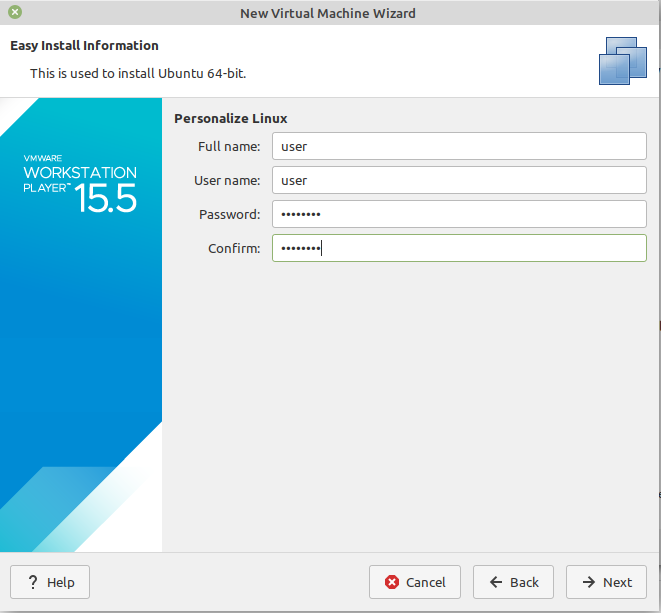 New Virtual Machine Wizard
Easy Install Information
This is used to install Ubuntu 64-bit.
VMWARE
WORKSTATION
PLAYER™ 15.5
Personalize Linux
Full name: user
User name: user
Password: ••••••••
Confirm: ••••••••
? Help
Cancel
Back
Next